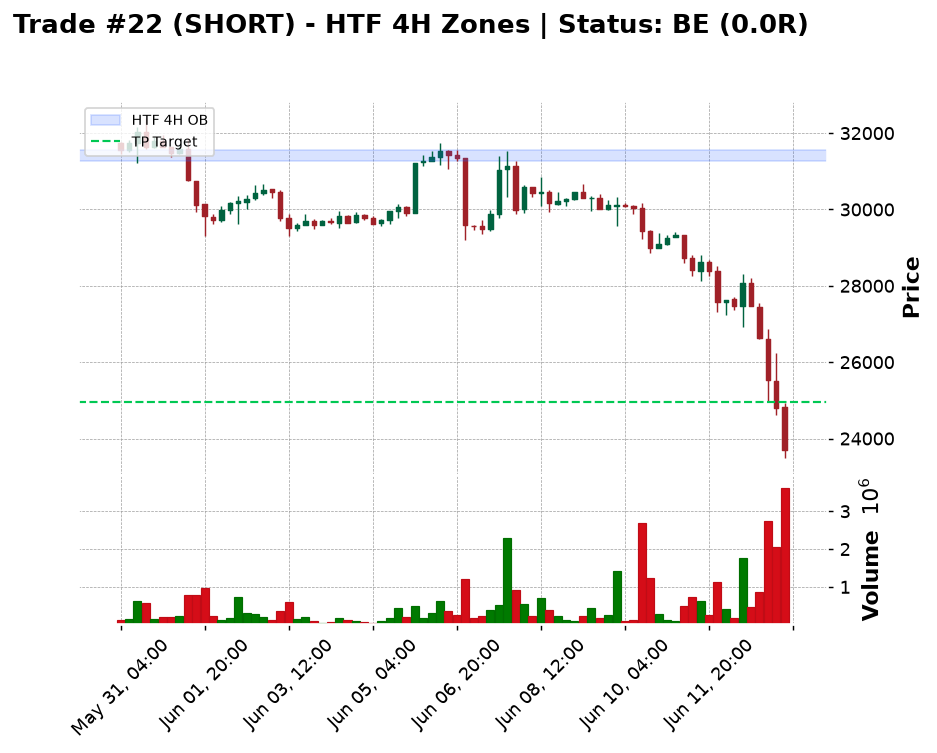 Trade #22 (SHORT) - HTF 4H Zones | Status: BE (0.0R)
HTF 4H OB
TP Target
32000
30000
28000
26000
24000
Price
3
2
1
Volume 10⁶
May 31, 04:00
Jun 01, 20:00
Jun 03, 12:00
Jun 05, 04:00
Jun 06, 20:00
Jun 08, 12:00
Jun 10, 04:00
Jun 11, 20:00